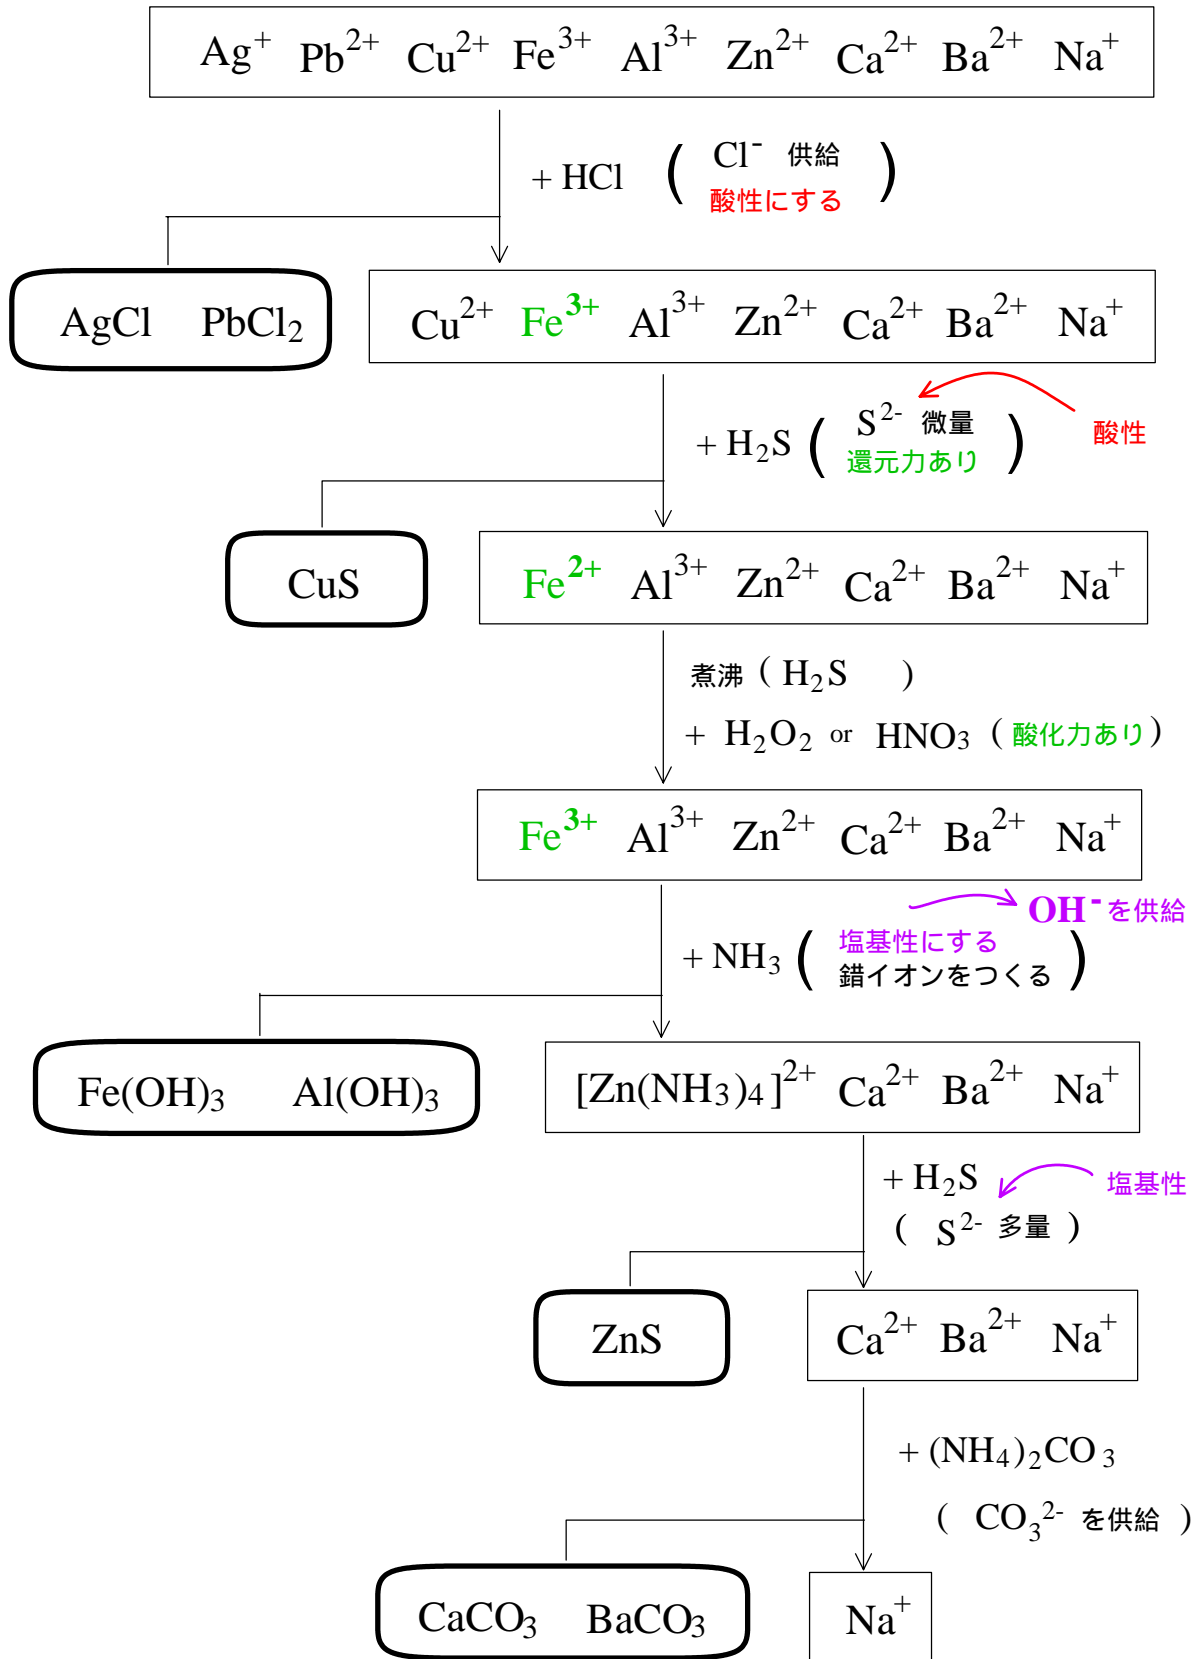 Ag⁺ Pb²⁺ Cu²⁺ Fe³⁺ Al³⁺ Zn²⁺ Ca²⁺ Ba²⁺ Na⁺
+ HCl ( Cl⁻ 供給
酸性にする )
AgCl PbCl₂
Cu²⁺ Fe³⁺ Al³⁺ Zn²⁺ Ca²⁺ Ba²⁺ Na⁺
+ H₂S ( S²⁻ 微量
還元力あり )
酸性
CuS
Fe²⁺ Al³⁺ Zn²⁺ Ca²⁺ Ba²⁺ Na⁺
煮沸 ( H₂S )
+ H₂O₂ or HNO₃ ( 酸化力あり )
Fe³⁺ Al³⁺ Zn²⁺ Ca²⁺ Ba²⁺ Na⁺
OH⁻を供給
+ NH₃ ( 塩基性にする
錯イオンをつくる )
Fe(OH)₃ Al(OH)₃
[Zn(NH₃)₄]²⁺ Ca²⁺ Ba²⁺ Na⁺
+ H₂S
塩基性
( S²⁻ 多量 )
ZnS
Ca²⁺ Ba²⁺ Na⁺
+ (NH₄)₂CO₃
( CO₃²⁻ を供給 )
CaCO₃ BaCO₃
Na⁺